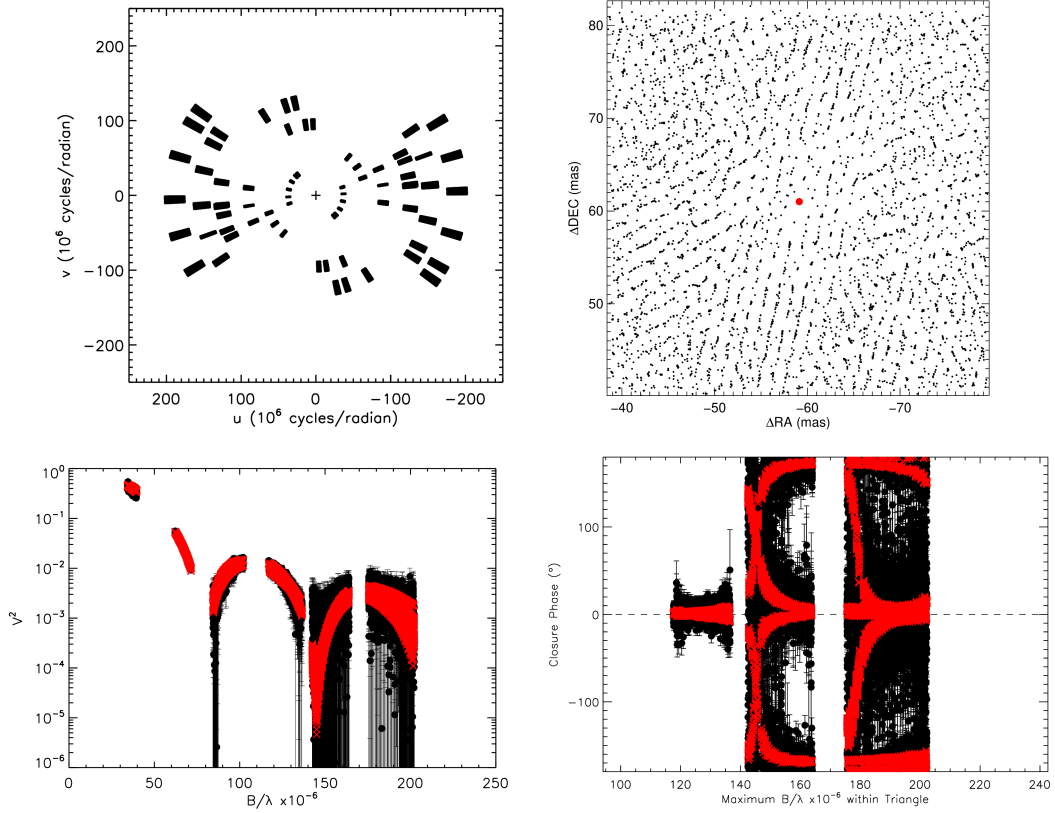 200
100
0
−100
−200
v (10⁶ cycles/radian)
200 100 0 −100 −200
u (10⁶ cycles/radian)
80
70
60
50
ΔDEC (mas)
−40 −50 −60 −70
ΔRA (mas)
10⁰
10⁻¹
10⁻²
10⁻³
10⁻⁴
10⁻⁵
10⁻⁶
V²
0 50 100 150 200 250
B/λ x10⁻⁶
100
0
−100
Closure Phase (°)
100 120 140 160 180 200 220 240
Maximum B/λ x10⁻⁶ within Triangle